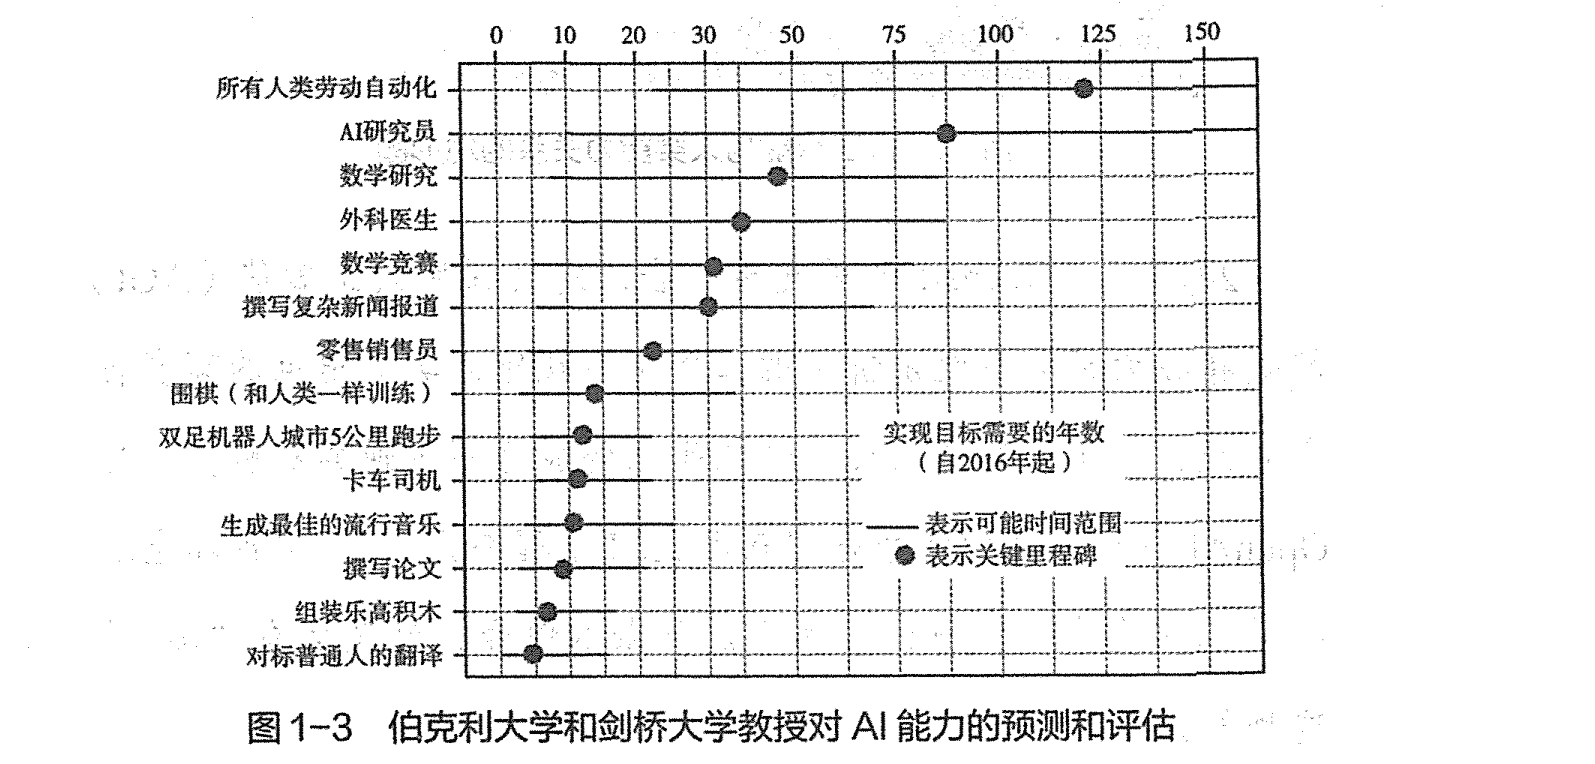 0 10 20 30 50 75 100 125 150
所有人类劳动自动化
AI研究员
数学研究
外科医生
数学竞赛
撰写复杂新闻报道
零售销售员
围棋（和人类一样训练）
双足机器人城市5公里跑步
卡车司机
生成最佳的流行音乐
撰写论文
组装乐高积木
对标普通人的翻译
实现目标需要的年数
（自2016年起）
表示可能时间范围
表示关键里程碑
图1-3 伯克利大学和剑桥大学教授对 AI 能力的预测和评估